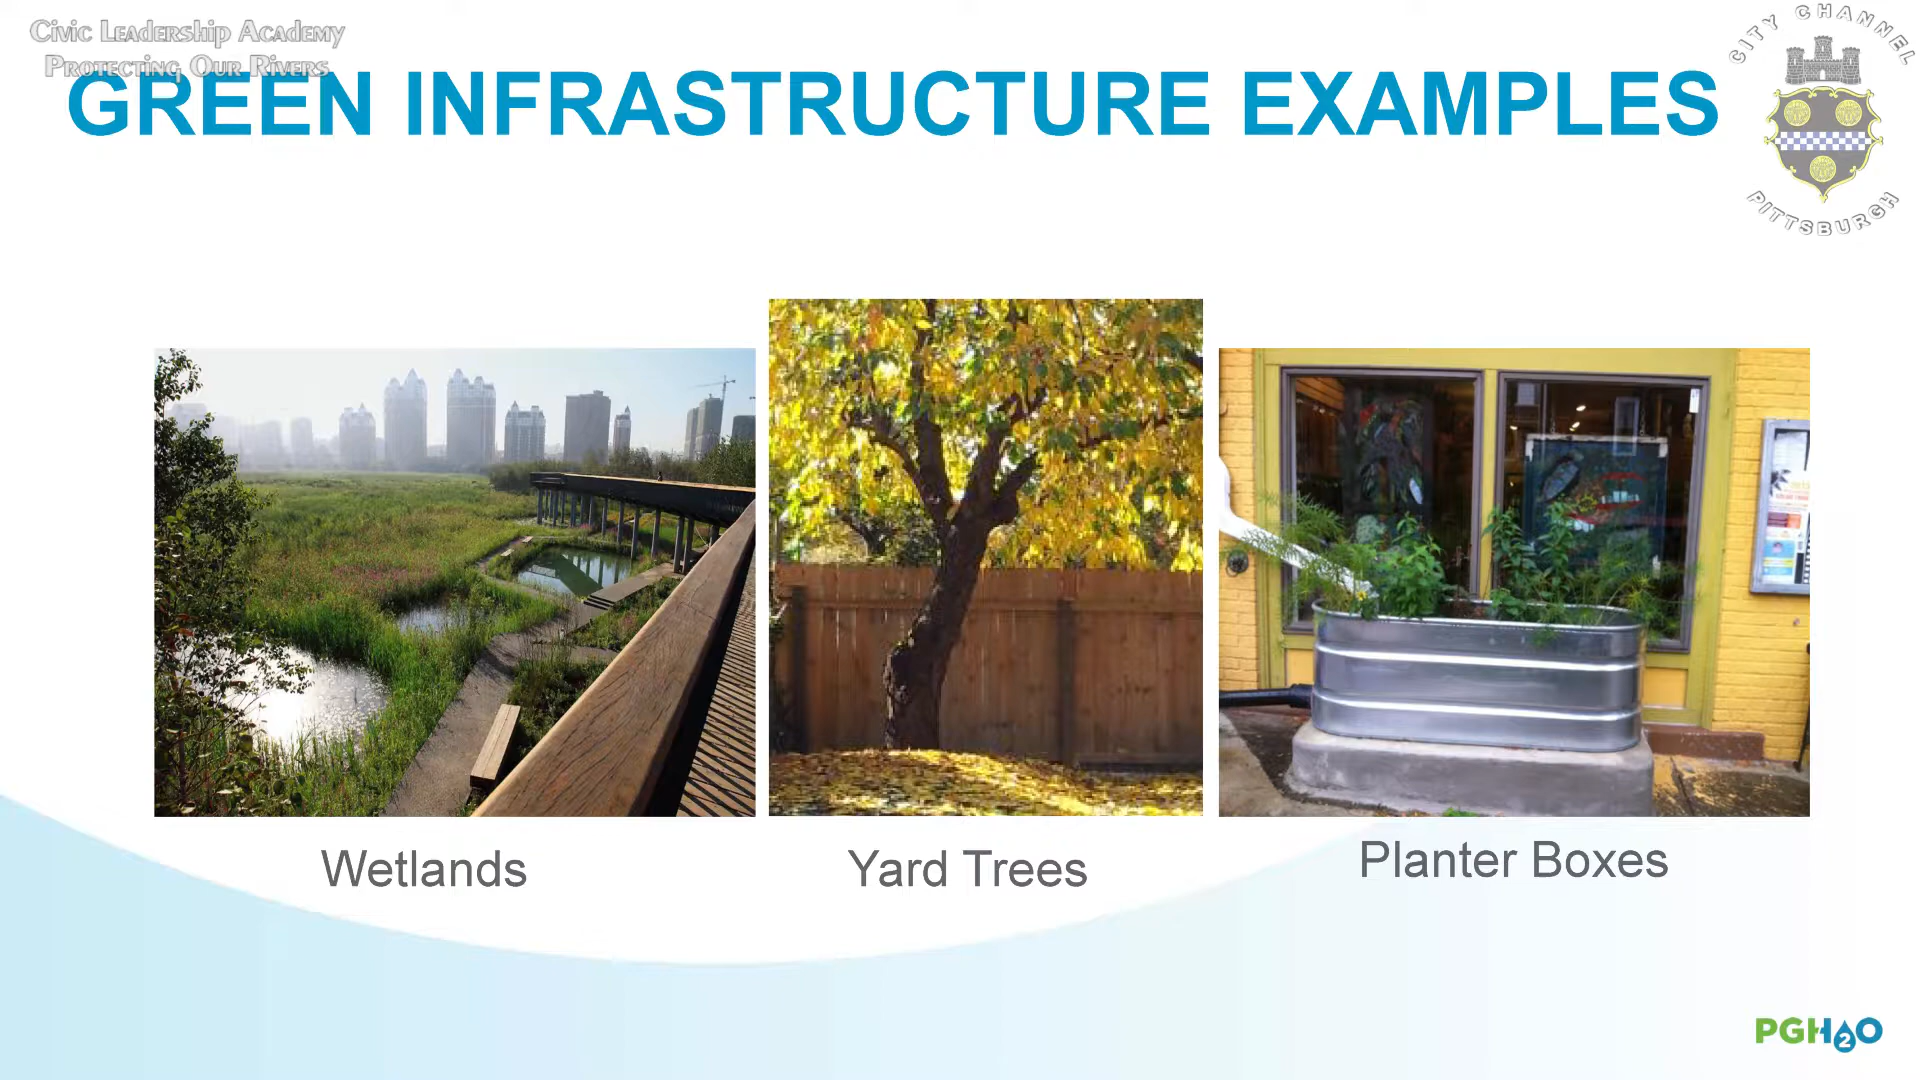 Civic Leadership Academy
Protecting Our Rivers
GREEN INFRASTRUCTURE EXAMPLES
CITY CHANNEL
PITTSBURGH
Wetlands
Yard Trees
Planter Boxes
PGH2O